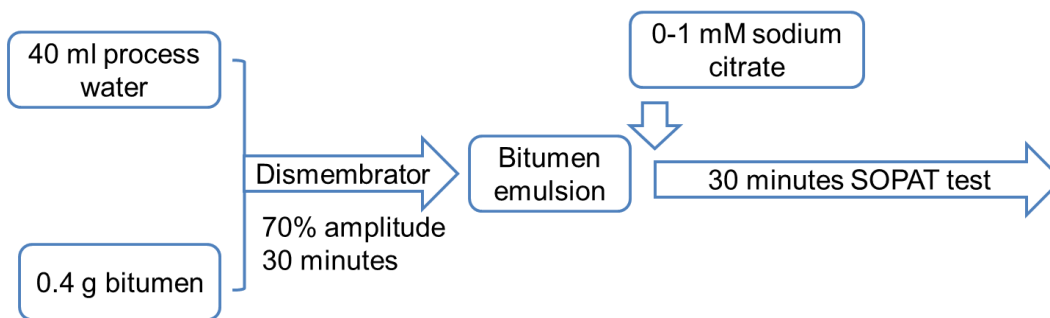 40 ml process
water
0.4 g bitumen
Dismembrator
70% amplitude
30 minutes
Bitumen
emulsion
0-1 mM sodium
citrate
30 minutes SOPAT test